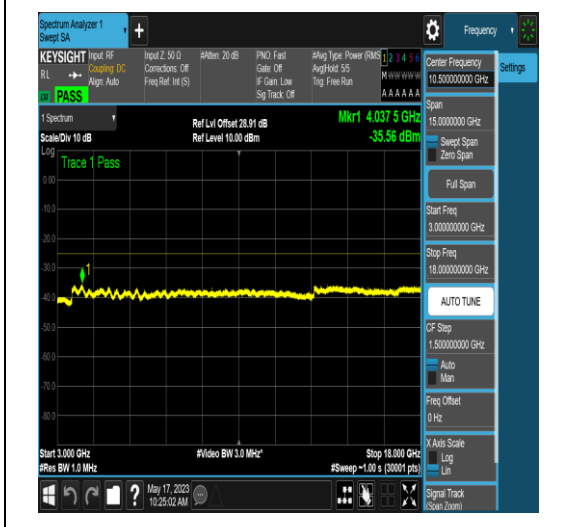 Spectrum Analyzer 1
Swept SA
+
Frequency
KEYSIGHT
RL
Input: RF
Coupling: DC
Align: Auto
Input Z: 50 Ω
Corrections: Off
Freq Ref: Int (S)
#Atten: 20 dB
PNO: Fast
Gate: Off
IF Gain: Low
Sig Track: Off
#Avg Type: Power (RMS)
Avg|Hold: 5/5
Trig: Free Run
1 2 3 4 5 6
M W W W W W
A A A A A A
PASS
1 Spectrum
Scale/Div 10 dB
Ref Lvl Offset 28.91 dB
Ref Level 10.00 dBm
Mkr1 4.037 5 GHz
-35.56 dBm
Log
Trace 1 Pass
0.00
-10.0
-20.0
-30.0
-40.0
-50.0
-60.0
-70.0
-80.0
1
Start 3.000 GHz
#Res BW 1.0 MHz
#Video BW 3.0 MHz*
Stop 18.000 GHz
#Sweep ~1.00 s (30001 pts)
?
May 17, 2023
10:25:02 AM
Center Frequency
10.500000000 GHz
Settings
Span
15.0000000 GHz
Swept Span
Zero Span
Full Span
Start Freq
3.000000000 GHz
Stop Freq
18.000000000 GHz
AUTO TUNE
CF Step
1.500000000 GHz
Auto
Man
Freq Offset
0 Hz
X Axis Scale
Log
Lin
Signal Track
(Span Zoom)